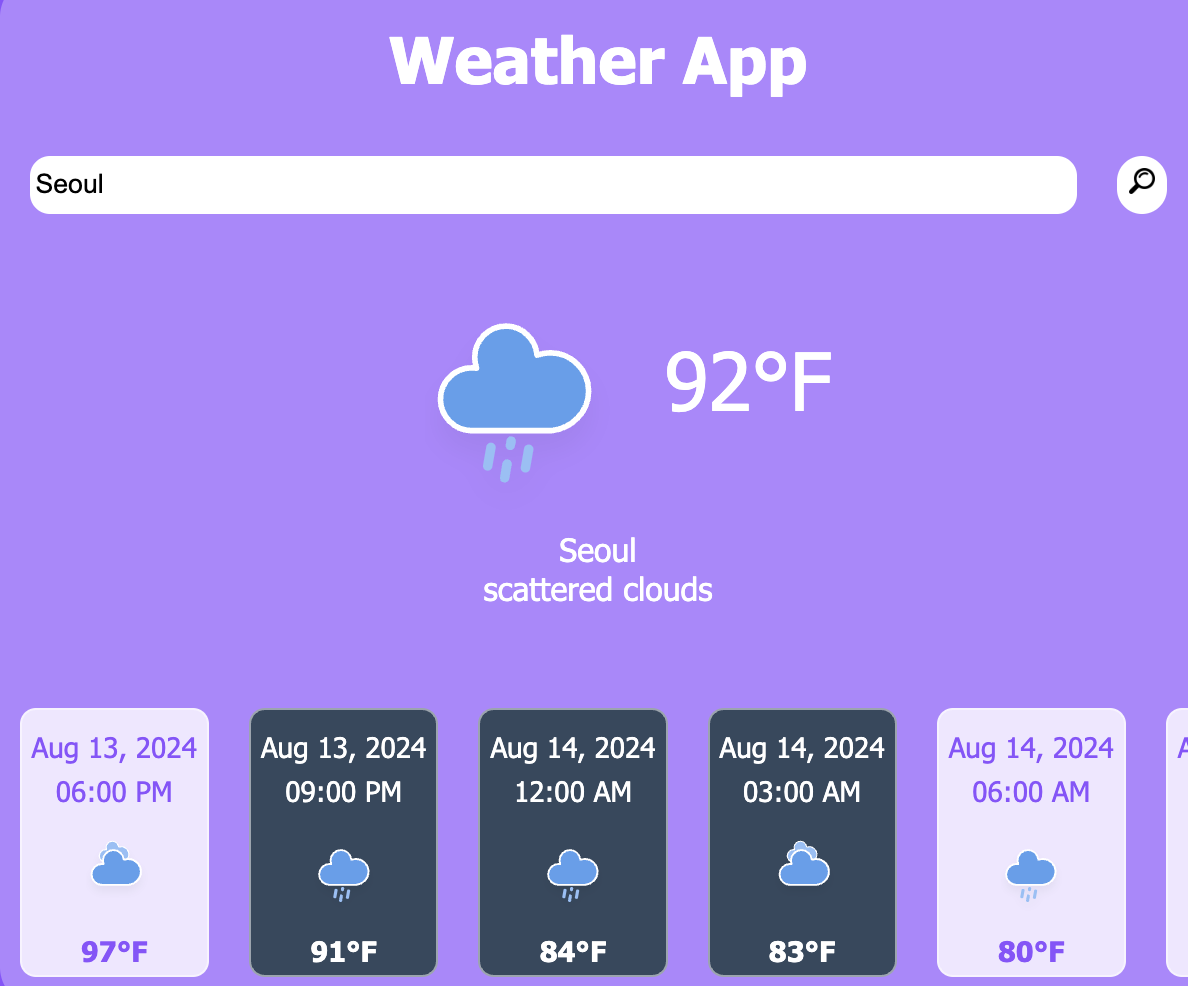 Weather App
Seoul
92°F
Seoul
scattered clouds
Aug 13, 2024
06:00 PM
97°F
Aug 13, 2024
09:00 PM
91°F
Aug 14, 2024
12:00 AM
84°F
Aug 14, 2024
03:00 AM
83°F
Aug 14, 2024
06:00 AM
80°F